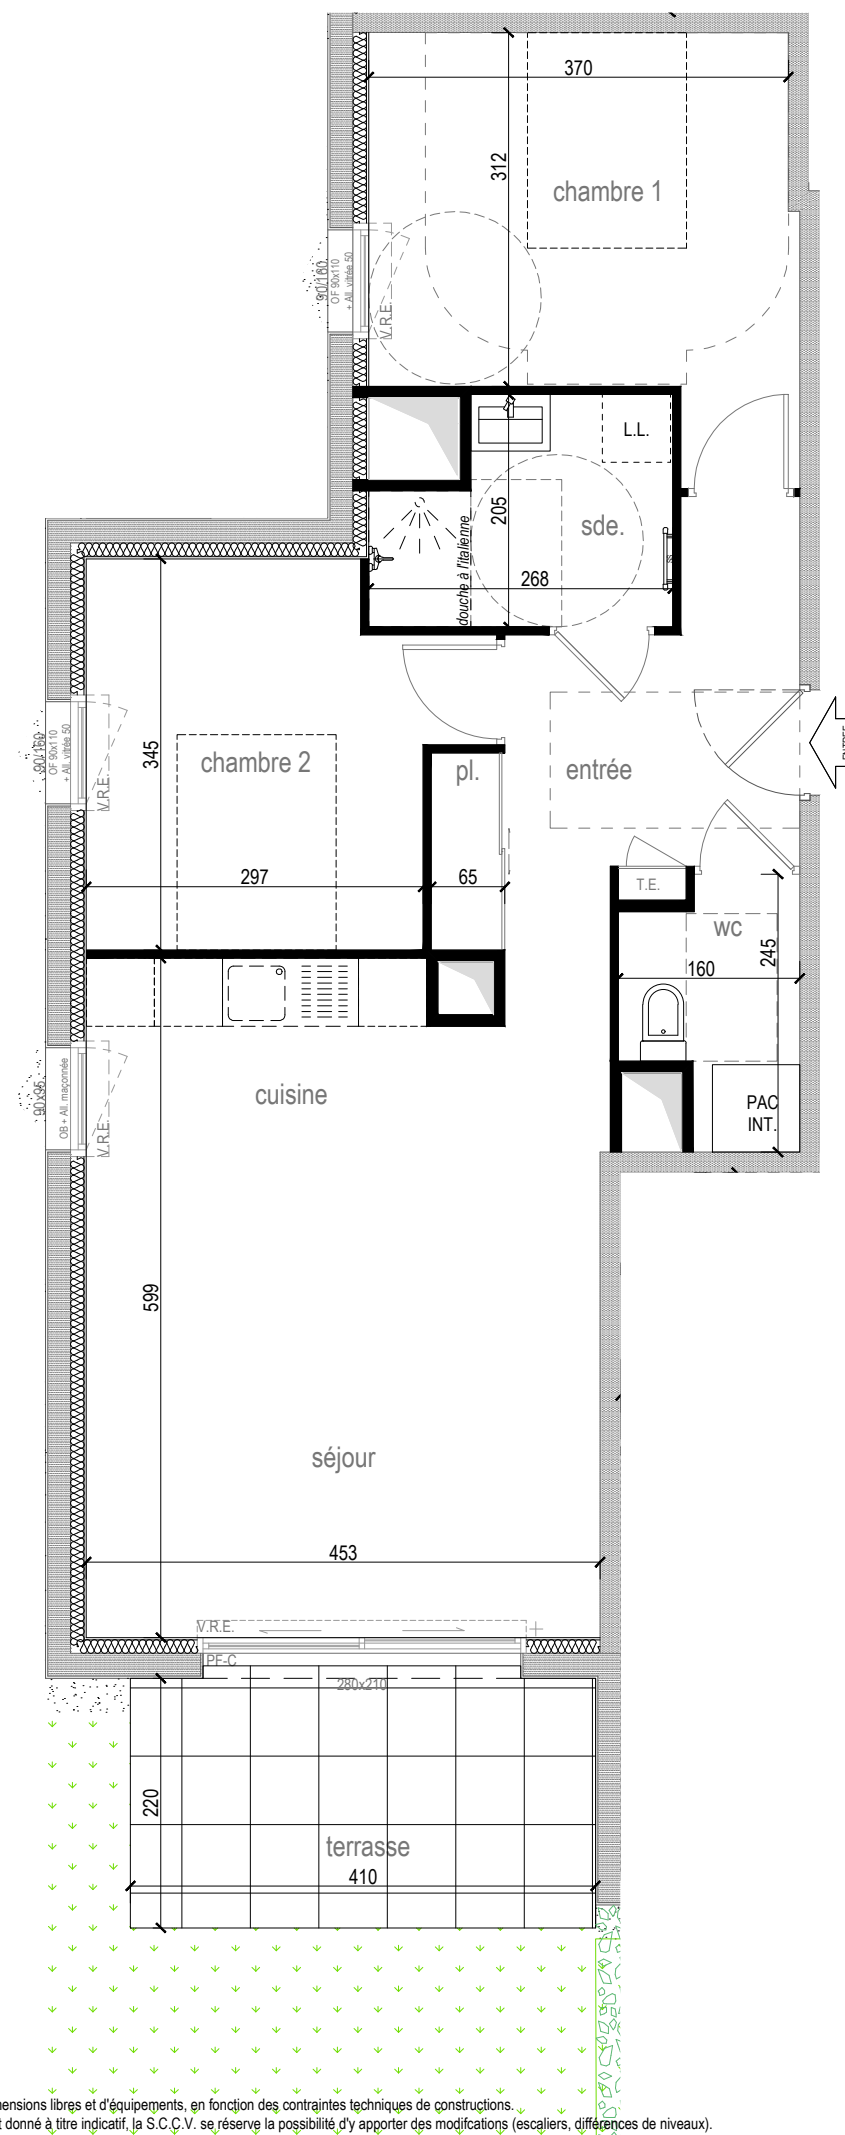 370
312
chambre 1
90/160
OF 90x110
+ All. vitrée 50
V.R.E.
L.L.
205
sde.
douche à l'italienne
268
345
chambre 2
90/160
OF 90x110
+ All. vitrée 50
V.R.E.
pl.
entrée
ENTREE
297
65
T.E.
wc
245
160
cuisine
90x95
OB + All. maçonnée
V.R.E.
PAC
INT.
599
séjour
453
V.R.E.
PF-C
280x210
220
terrasse
410
ensions libres et d'équipements, en fonction des contraintes techniques de constructions.
t donné à titre indicatif, la S.C.C.V. se réserve la possibilité d'y apporter des modifcations (escaliers, différences de niveaux).